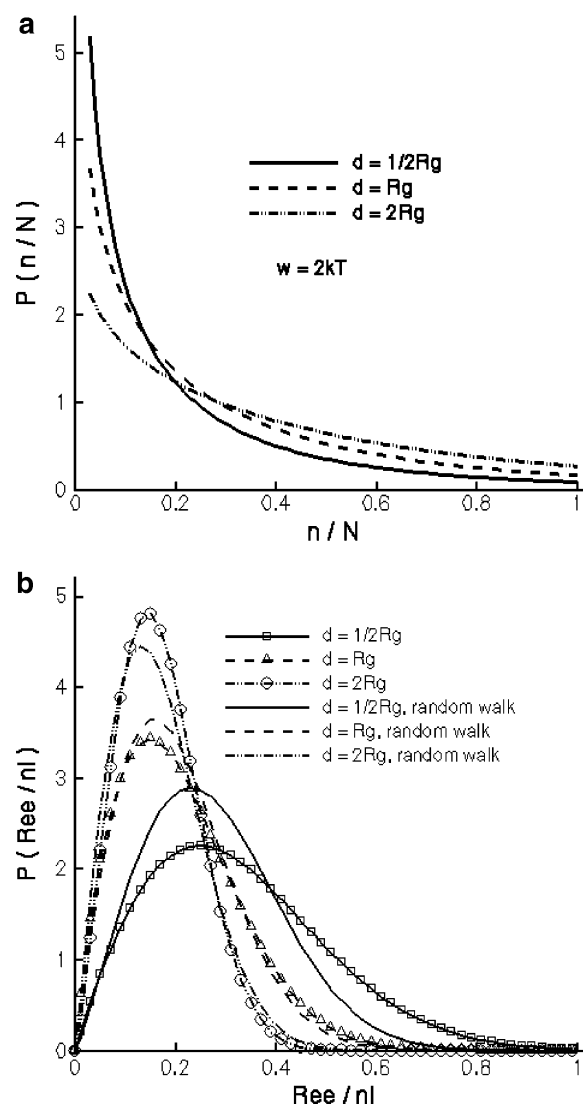 a
P ( n / N )
5
4
3
2
1
0
d = 1/2Rg
d = Rg
d = 2Rg
w = 2kT
0.2
0.4
0.6
0.8
1
n / N
b
P ( Ree / nl )
5
4
3
2
1
0
d = 1/2Rg
d = Rg
d = 2Rg
d = 1/2Rg, random walk
d = Rg, random walk
d = 2Rg, random walk
0.2
0.4
0.6
0.8
1
Ree / nl